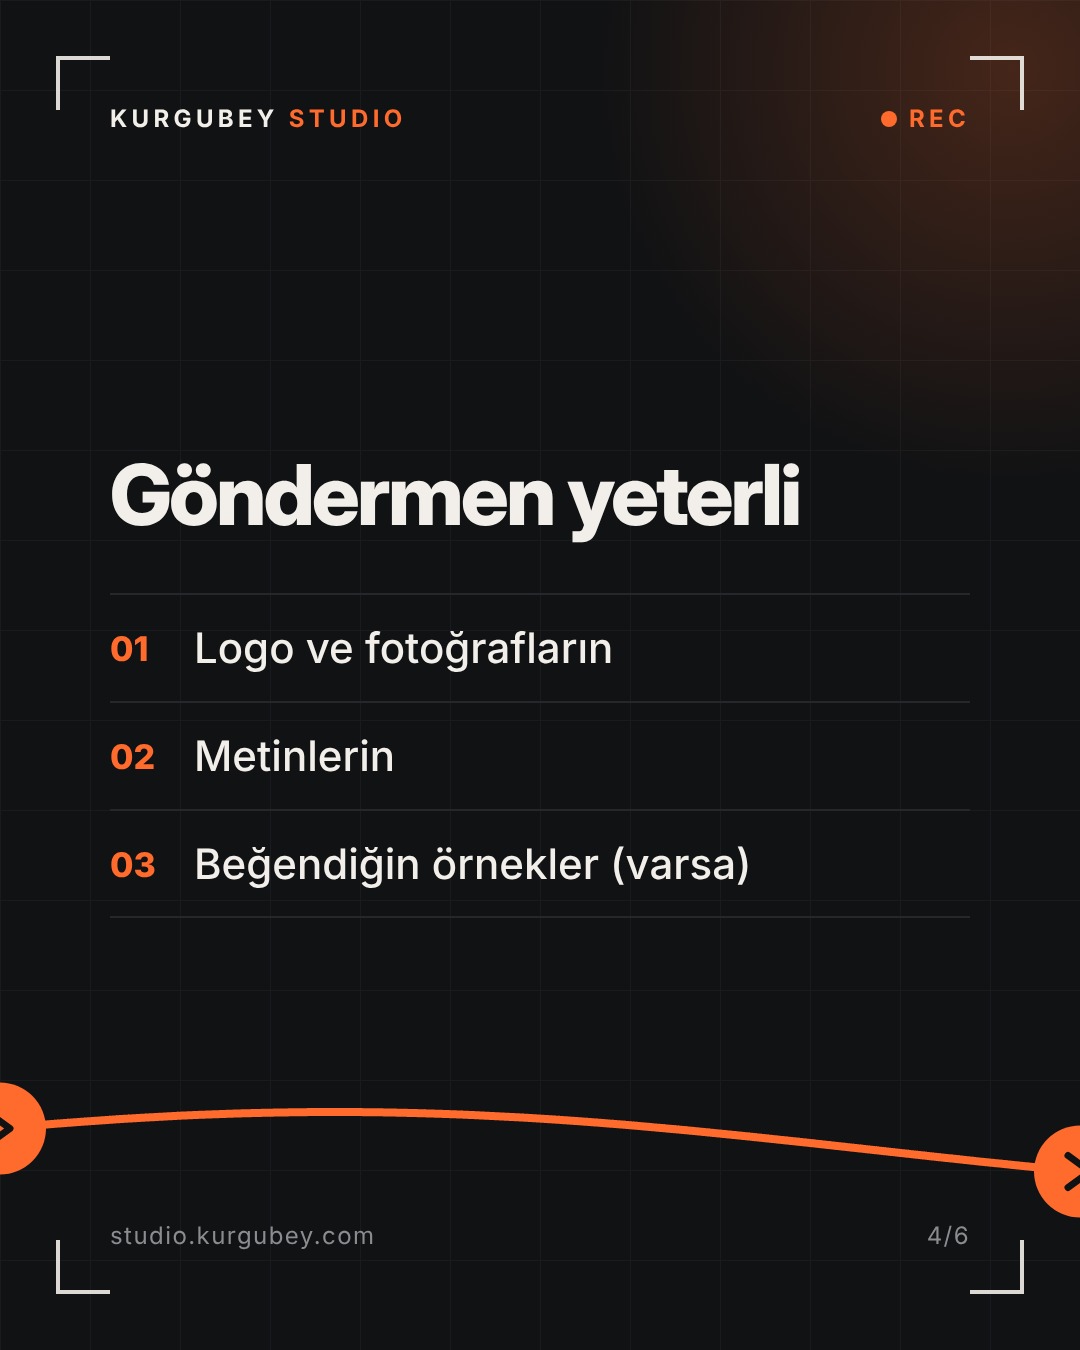 KURGUBEY STUDIO
REC
Göndermen yeterli
01 Logo ve fotoğrafların
02 Metinlerin
03 Beğendiğin örnekler (varsa)
studio.kurgubey.com
4/6